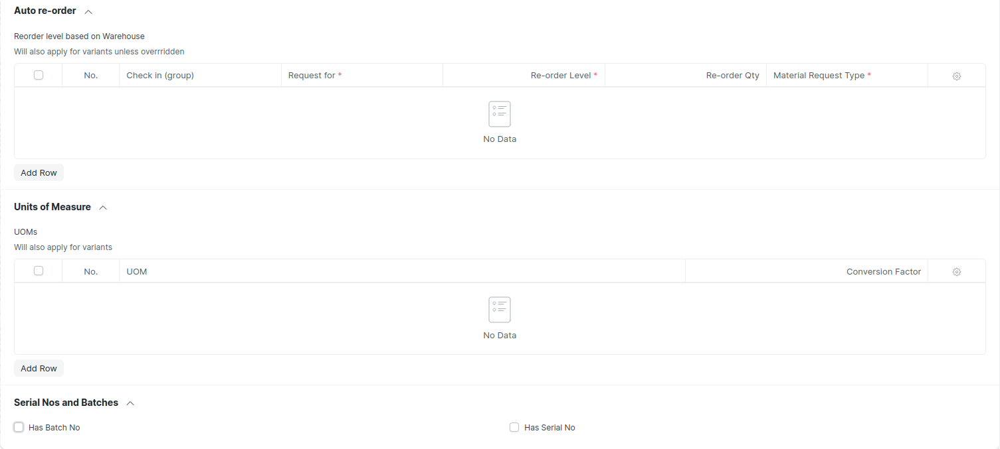 Auto re-order
Reorder level based on Warehouse
Will also apply for variants unless overrridden
No. Check in (group) Request for * Re-order Level * Re-order Qty Material Request Type *
No Data
Add Row
Units of Measure
UOMs
Will also apply for variants
No. UOM Conversion Factor
No Data
Add Row
Serial Nos and Batches
Has Batch No Has Serial No